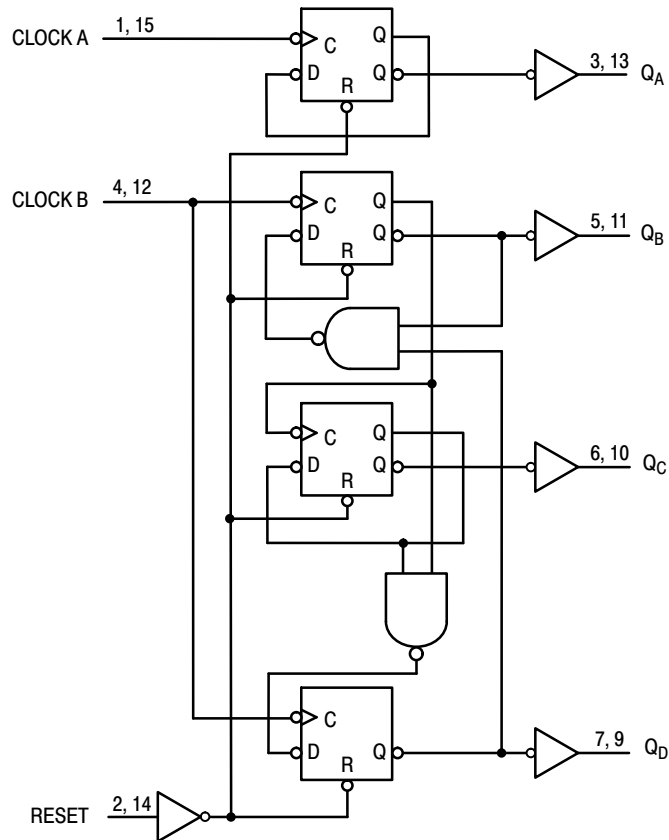 CLOCK A 1, 15 C Q 3, 13 QA
D Q
R
CLOCK B 4, 12 C Q 5, 11 QB
D Q
R
C Q 6, 10 QC
D Q
R
C
D Q 7, 9 QD
R
RESET 2, 14